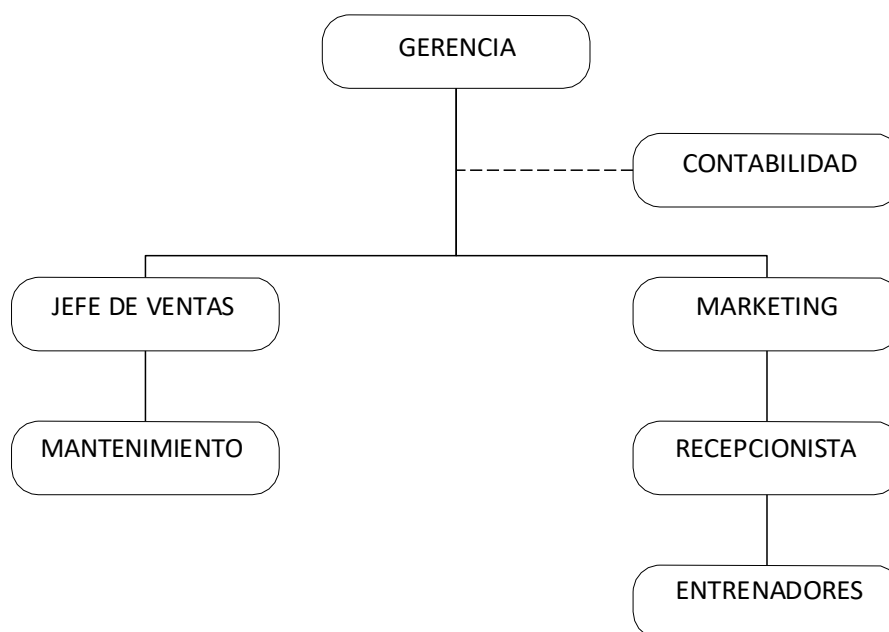 GERENCIA
CONTABILIDAD
JEFE DE VENTAS
MARKETING
MANTENIMIENTO
RECEPCIONISTA
ENTRENADORES